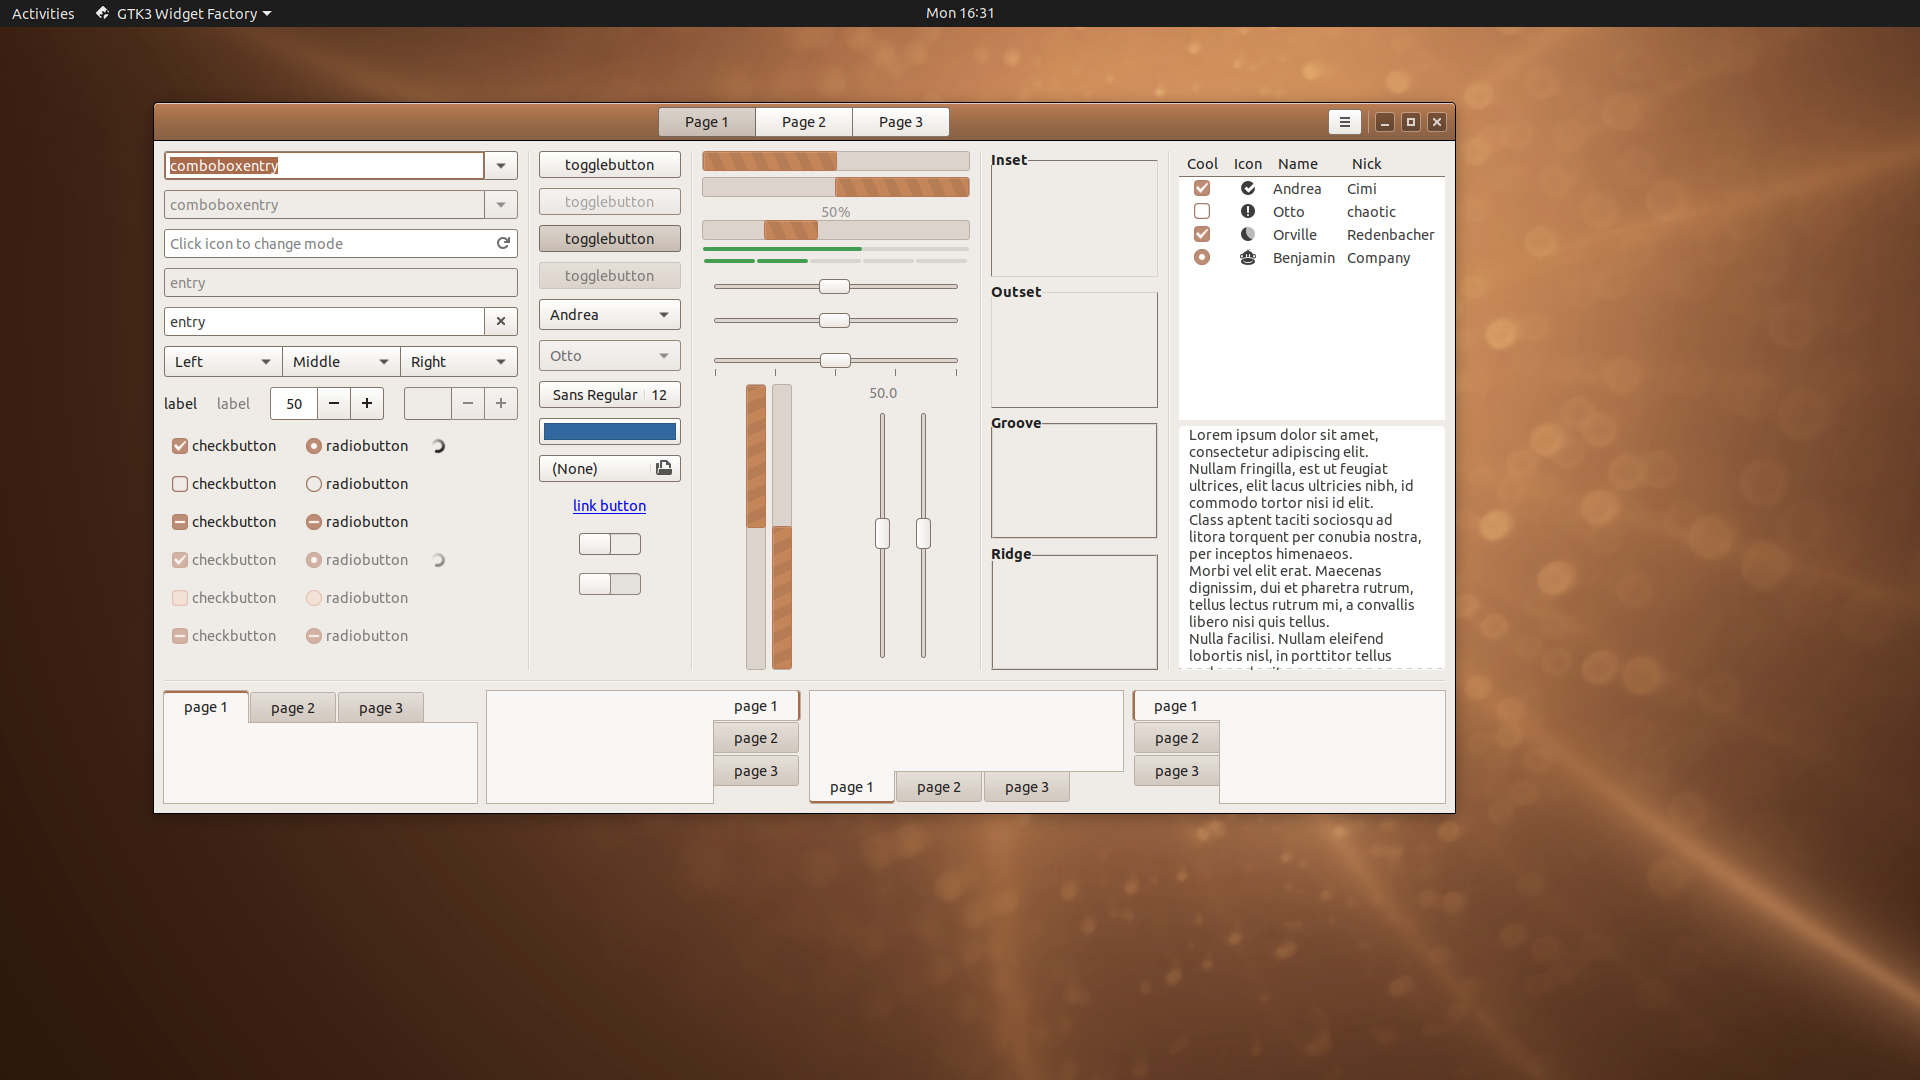 Activities
GTK3 Widget Factory
Mon 16:31
Page 1
Page 2
Page 3
comboboxentry
comboboxentry
Click icon to change mode
entry
entry
Left
Middle
Right
label
label
50
checkbutton
radiobutton
checkbutton
radiobutton
checkbutton
radiobutton
checkbutton
radiobutton
checkbutton
radiobutton
checkbutton
radiobutton
togglebutton
togglebutton
togglebutton
togglebutton
Andrea
Otto
Sans Regular 12
(None)
link button
50%
50.0
Inset
Outset
Groove
Ridge
Cool Icon Name Nick
Andrea Cimi
Otto chaotic
Orville Redenbacher
Benjamin Company
Lorem ipsum dolor sit amet,
consectetur adipiscing elit.
Nullam fringilla, est ut feugiat
ultrices, elit lacus ultricies nibh, id
commodo tortor nisi id elit.
Class aptent taciti sociosqu ad
litora torquent per conubia nostra,
per inceptos himenaeos.
Morbi vel elit erat. Maecenas
dignissim, dui et pharetra rutrum,
tellus lectus rutrum mi, a convallis
libero nisi quis tellus.
Nulla facilisi. Nullam eleifend
lobortis nisl, in porttitor tellus
page 1
page 2
page 3
page 1
page 2
page 3
page 1
page 2
page 3
page 1
page 2
page 3